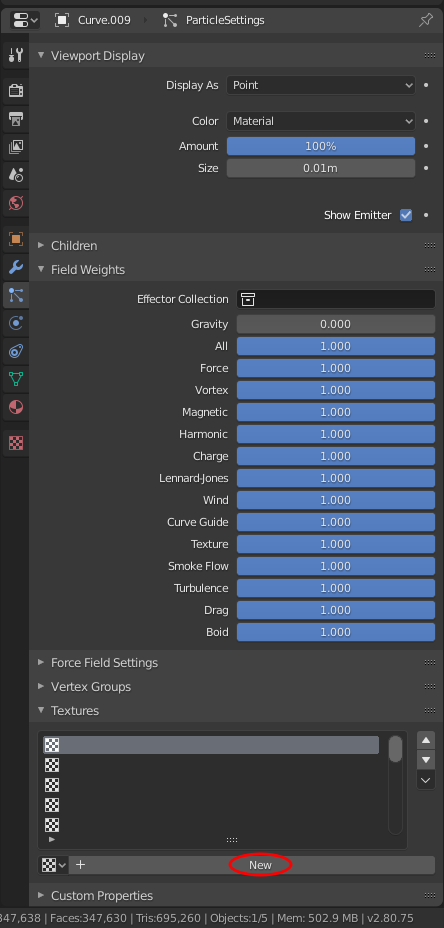 Curve.009 ParticleSettings
Viewport Display
Display As Point
Color Material
Amount 100%
Size 0.01m
Show Emitter
Children
Field Weights
Effector Collection
Gravity 0.000
All 1.000
Force 1.000
Vortex 1.000
Magnetic 1.000
Harmonic 1.000
Charge 1.000
Lennard-Jones 1.000
Wind 1.000
Curve Guide 1.000
Texture 1.000
Smoke Flow 1.000
Turbulence 1.000
Drag 1.000
Boid 1.000
Force Field Settings
Vertex Groups
Textures
New
Custom Properties
347,638 | Faces:347,630 | Tris:695,260 | Objects:1/5 | Mem: 502.9 MB | v2.80.75